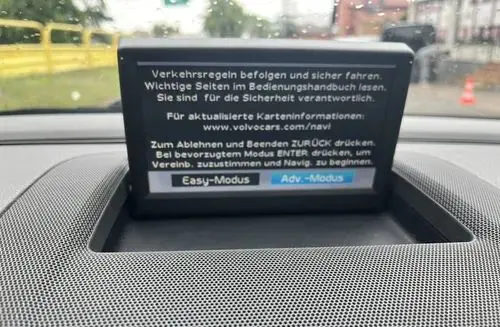 Verkehrsregeln befolgen und sicher fahren.
Wichtige Seiten im Bedienungshandbuch lesen.
Sie sind für die Sicherheit verantwortlich.
Für aktualisierte Karteninformationen:
www.volvocars.com/navi
Zum Ablehnen und Beenden ZURÜCK drücken.
Bei bevorzugtem Modus ENTER drücken, um
Vereinb. zuzustimmen und Navig. zu beginnen.
Easy-Modus Adv.-Modus